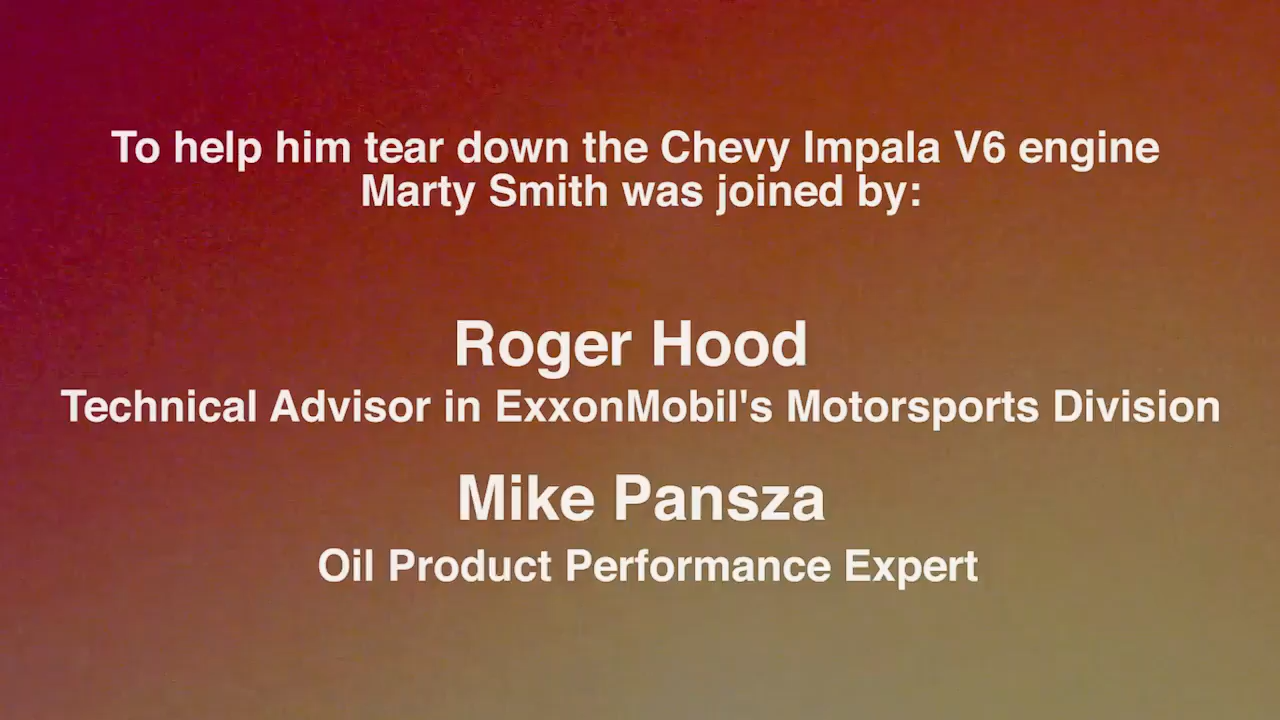 To help him tear down the Chevy Impala V6 engine
Marty Smith was joined by:
Roger Hood
Technical Advisor in ExxonMobil's Motorsports Division
Mike Pansza
Oil Product Performance Expert